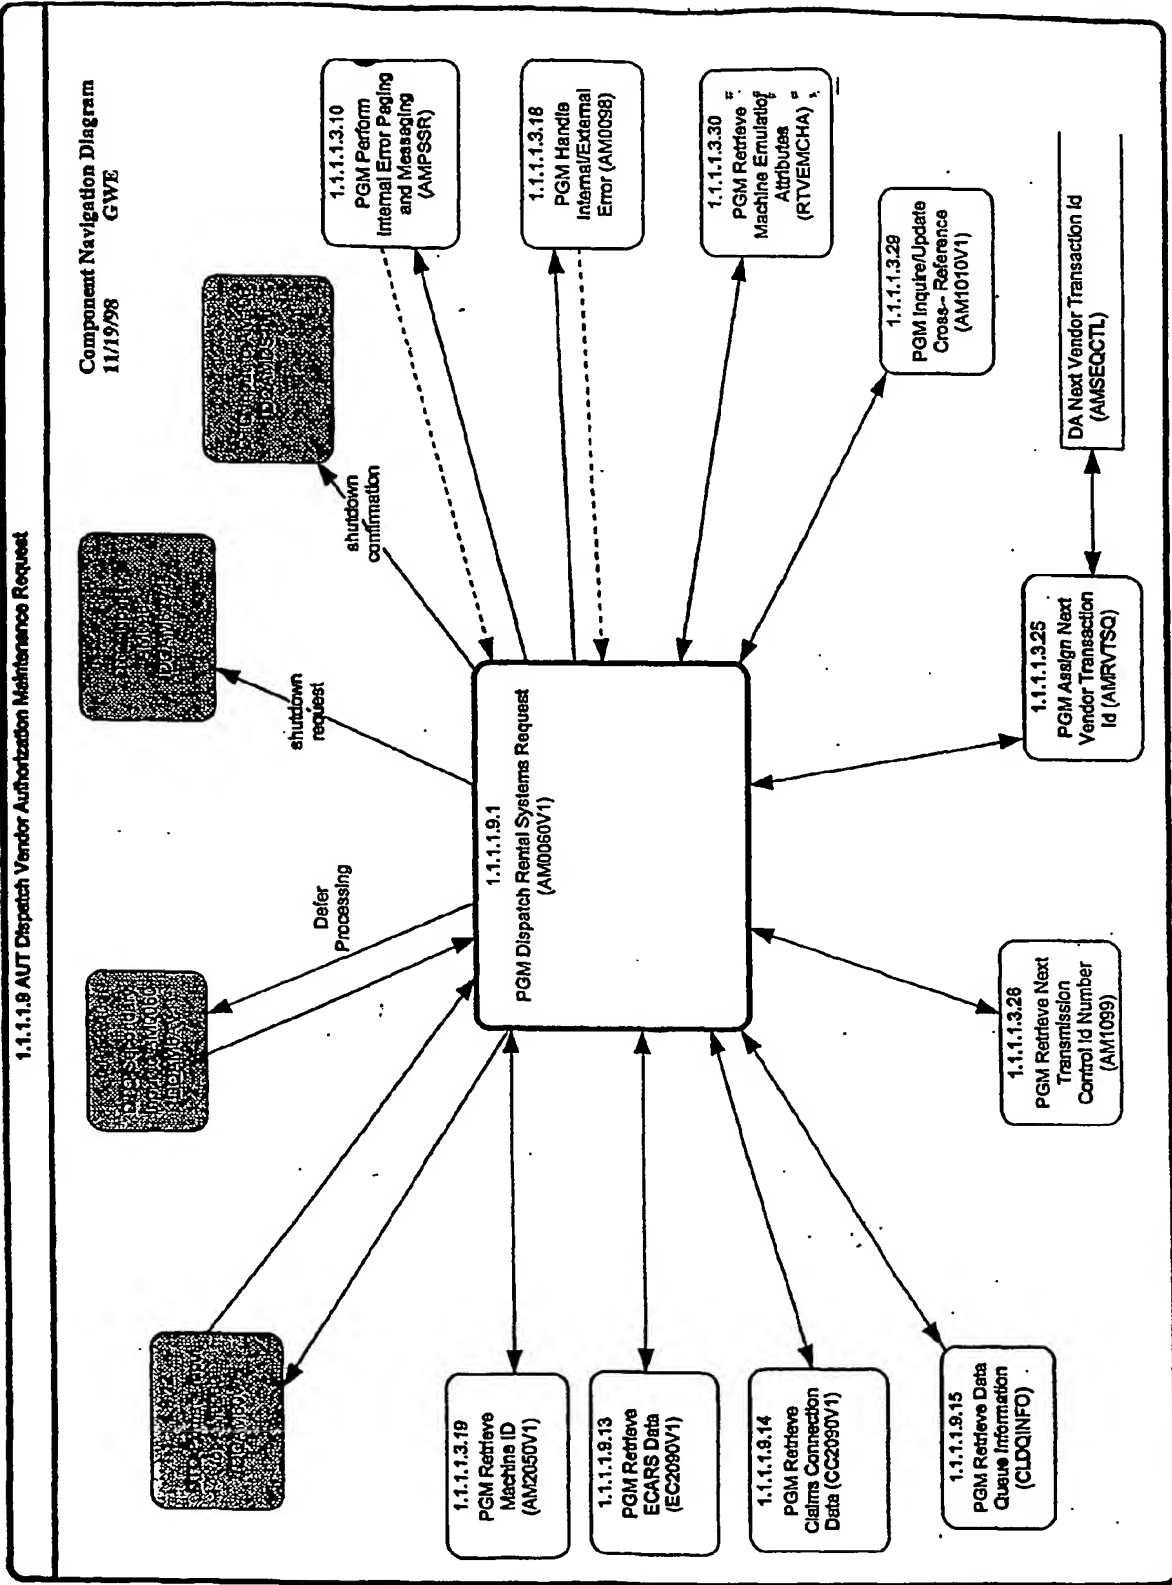 1.1.1.1.9 AUT Dispatch Vendor Authorization Maintenance Request
Component Navigation Diagram
11/19/98 GWE
shutdown
confirmation
shutdown
request
Defer
Processing
1.1.1.1.3.10
PGM Perform
Internal Error Paging
and Messaging
(AMPSSR)
1.1.1.1.3.18
PGM Handle
Internal/External
Error (AM0098)
1.1.1.1.3.30
PGM Retrieve
Machine Emulation
Attributes
(RTVEMCHA)
1.1.1.1.3.29
PGM Inquire/Update
Cross-- Reference
(AM1010V1)
1.1.1.1.9.1
PGM Dispatch Rental Systems Request
(AM0060V1)
1.1.1.1.3.19
PGM Retrieve
Machine ID
(AM2050V1)
1.1.1.1.9.13
PGM Retrieve
ECARS Data
(EC2090V1)
1.1.1.1.9.14
PGM Retrieve
Claims Connection
Data (CC2090V1)
1.1.1.1.9.15
PGM Retrieve Data
Queue Information
(CLDQINFO)
1.1.1.1.3.26
PGM Retrieve Next
Transmission
Control Id Number
(AM1099)
1.1.1.1.3.25
PGM Assign Next
Vendor Transaction
Id (AMRVTSQ)
DA Next Vendor Transaction Id
(AMSEQCTL)